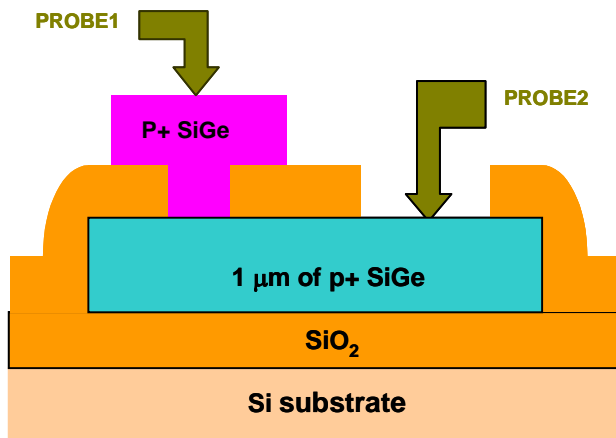 PROBE1
PROBE2
P+ SiGe
1 μm of p+ SiGe
SiO₂
Si substrate